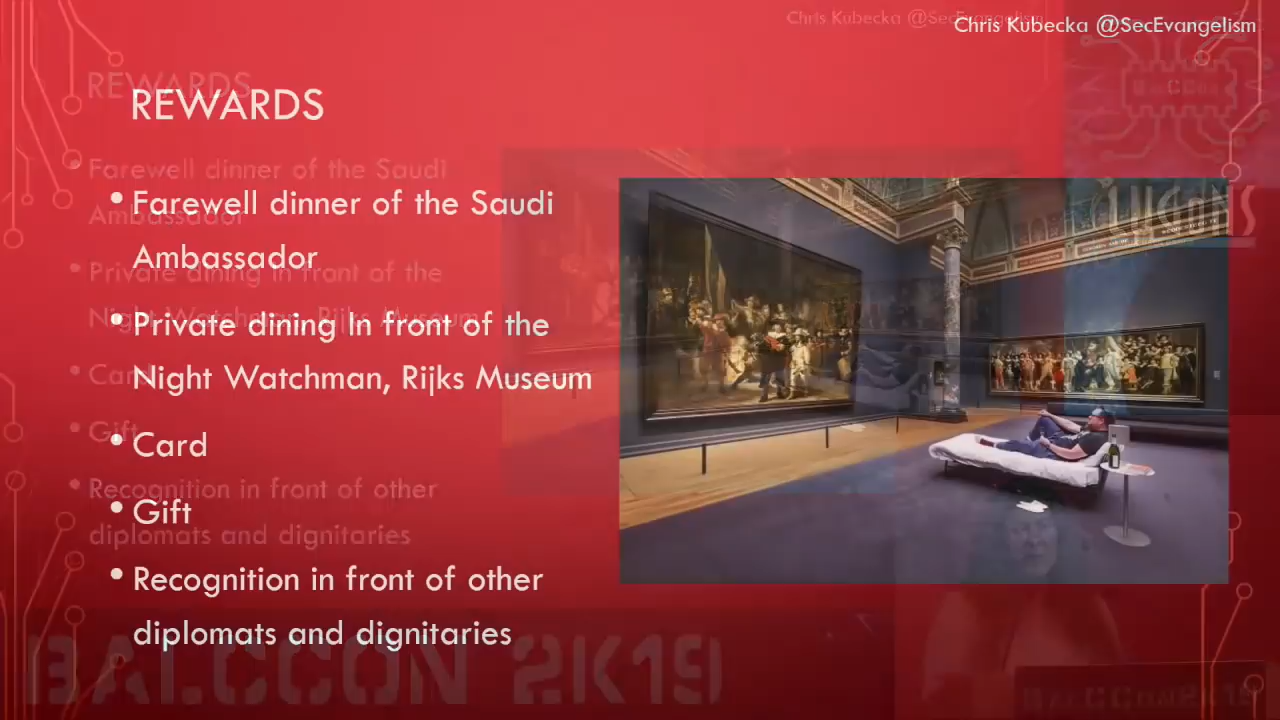 Chris Kubecka @SecEvangelism
REWARDS
• Farewell dinner of the Saudi
Ambassador
• Private dining In front of the
Night Watchman, Rijks Museum
• Card
• Gift
• Recognition in front of other
diplomats and dignitaries
BALCCON 2K19